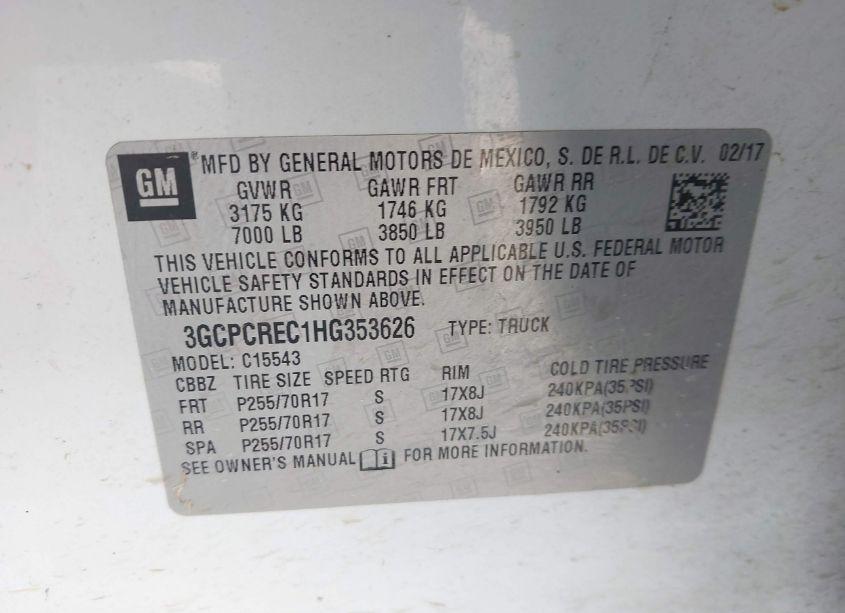 GM
® MFD BY GENERAL MOTORS DE MEXICO, S. DE R.L. DE C.V. 02/17
GVWR GAWR FRT GAWR RR
3175 KG 1746 KG 1792 KG
7000 LB 3850 LB 3950 LB
THIS VEHICLE CONFORMS TO ALL APPLICABLE U.S. FEDERAL MOTOR
VEHICLE SAFETY STANDARDS IN EFFECT ON THE DATE OF
MANUFACTURE SHOWN ABOVE.
3GCPCREC1HG353626 TYPE: TRUCK
MODEL: C15543
CBBZ TIRE SIZE SPEED RTG RIM COLD TIRE PRESSURE
FRT P255/70R17 S 17X8J 240KPA(35PSI)
RR P255/70R17 S 17X8J 240KPA(35PSI)
SPA P255/70R17 S 17X7.5J 240KPA(35PSI)
SEE OWNER'S MANUAL FOR MORE INFORMATION.